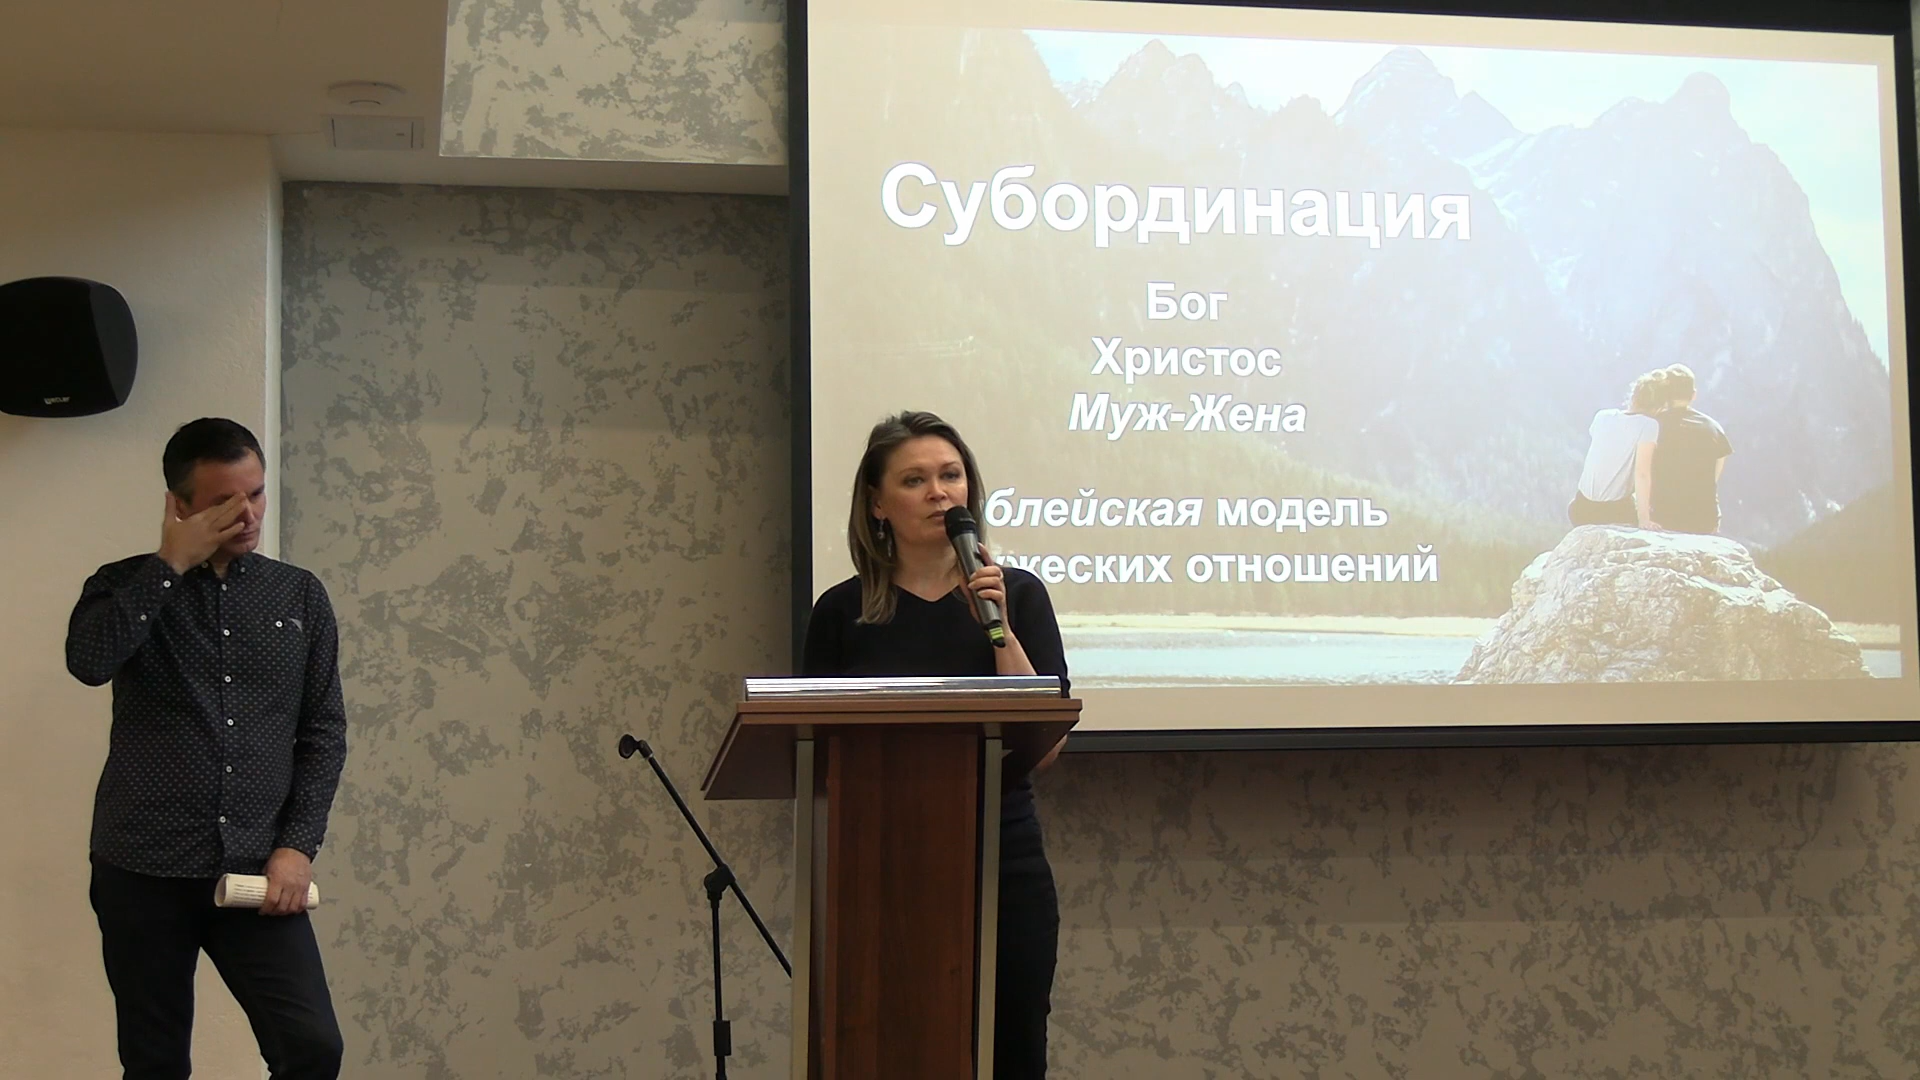 Субординация
Бог
Христос
Муж-Жена
блейская модель
жеских отношений